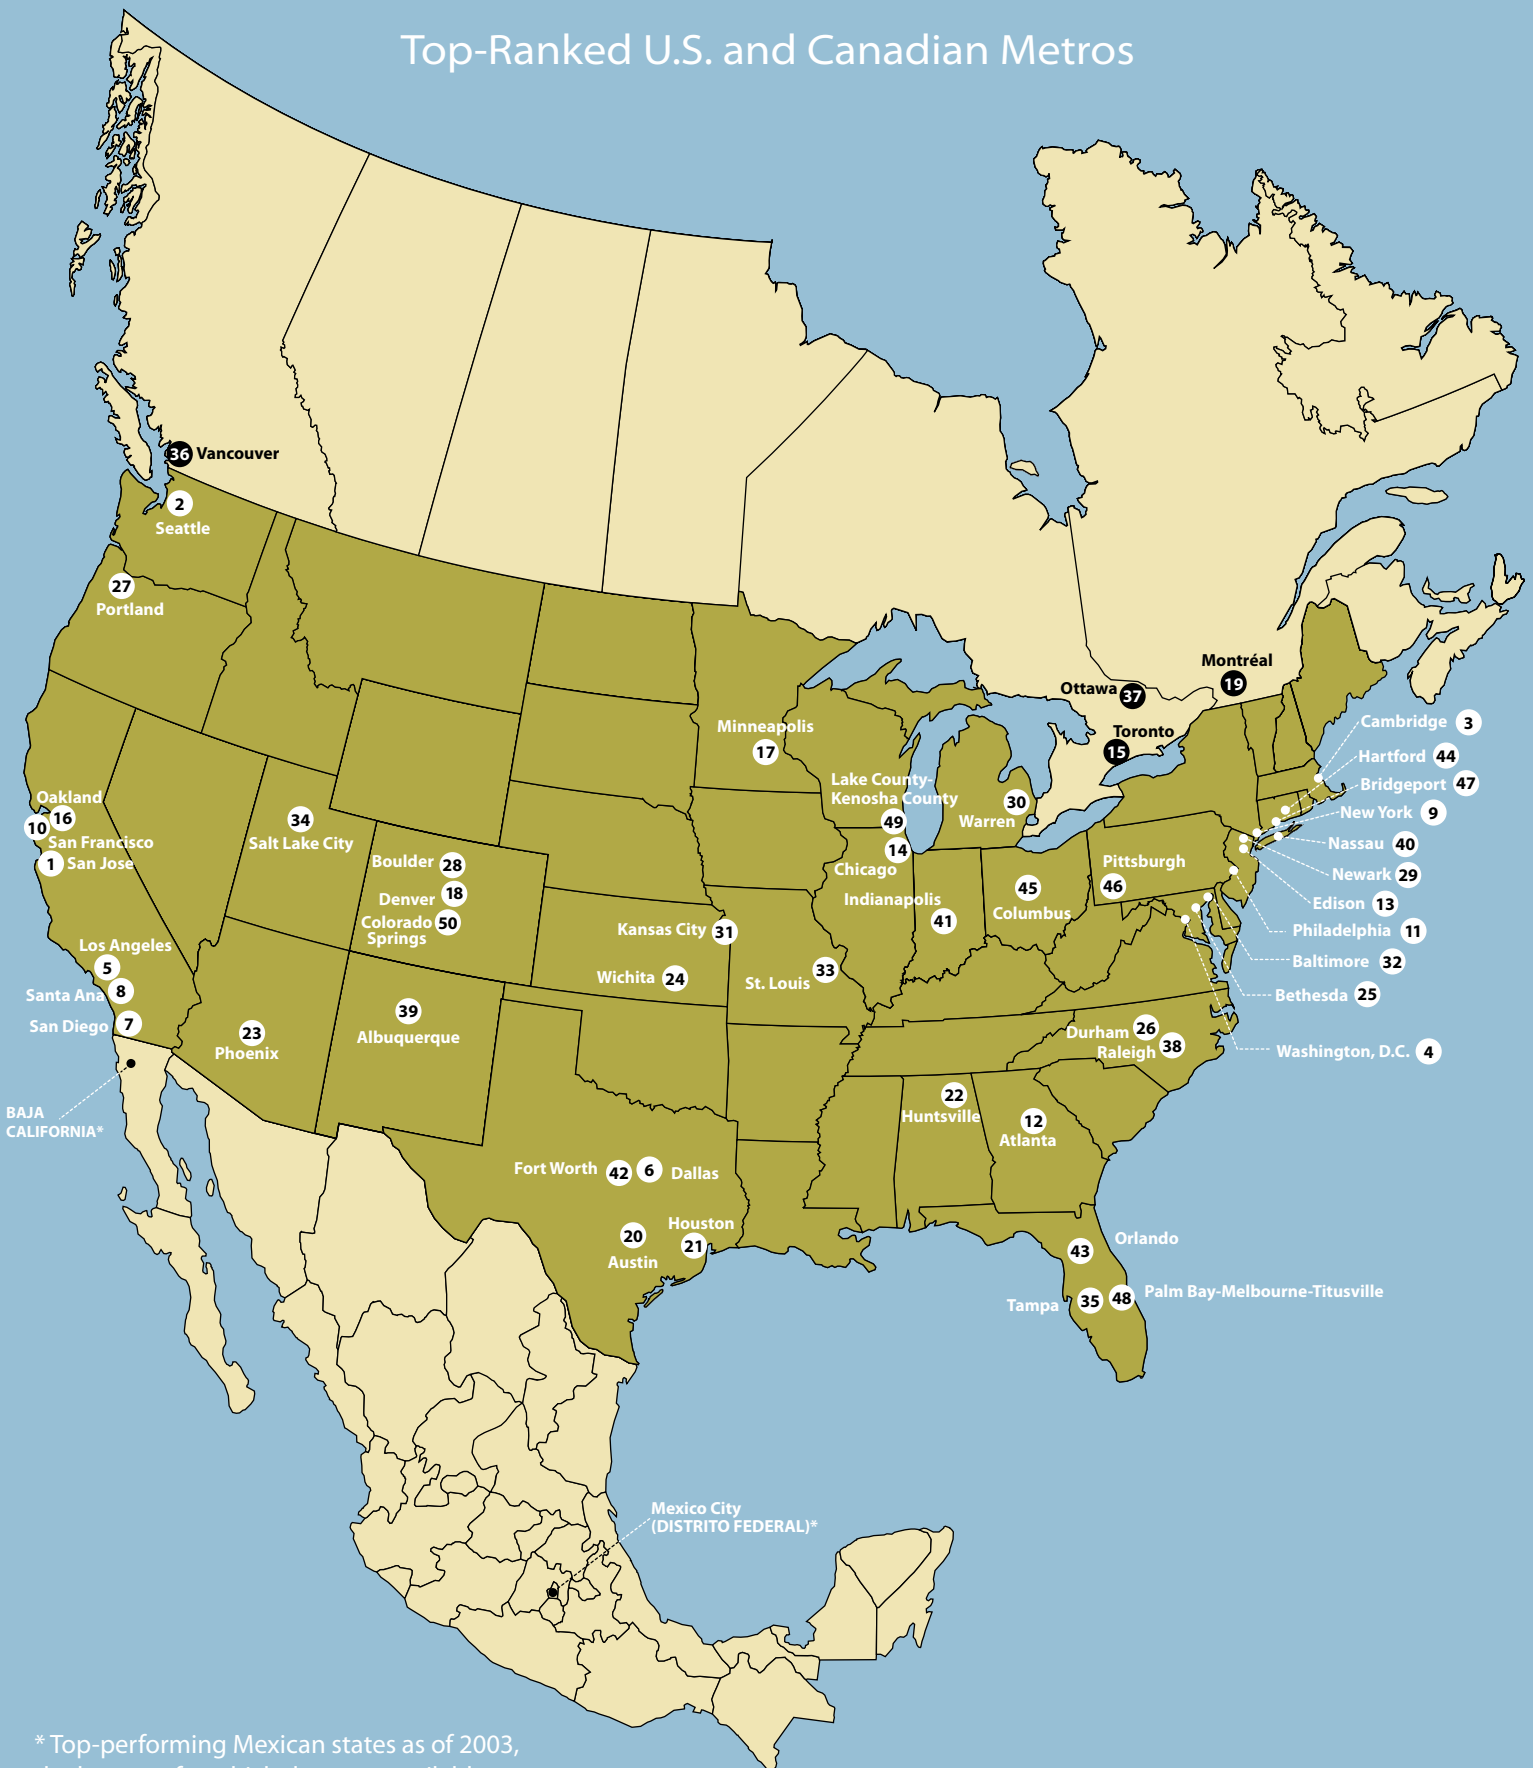 Top-Ranked U.S. and Canadian Metros
36 Vancouver
2
Seattle
27
Portland
Montréal
19
Ottawa 37
Toronto
15
Minneapolis
17
Cambridge 3
Hartford 44
Bridgeport 47
New York 9
Nassau 40
Newark 29
Edison 13
Philadelphia 11
Baltimore 32
Bethesda 25
Washington, D.C. 4
Lake County-
Kenosha County
49
30
Warren
14
Chicago
Oakland
16
10
San Francisco
1 San Jose
34
Salt Lake City
Boulder 28
Denver 18
Colorado 50
Springs
Pittsburgh
46
45
Columbus
Indianapolis
41
Kansas City 31
Wichita 24
St. Louis 33
Los Angeles
5
Santa Ana 8
San Diego 7
23
Phoenix
39
Albuquerque
Durham 26
Raleigh 38
22
Huntsville
12
Atlanta
BAJA
CALIFORNIA*
Fort Worth 42
6 Dallas
20
Austin
Houston
21
43 Orlando
Tampa 35
48 Palm Bay-Melbourne-Titusville
Mexico City
(DISTRITO FEDERAL)*
* Top-performing Mexican states as of 2003,